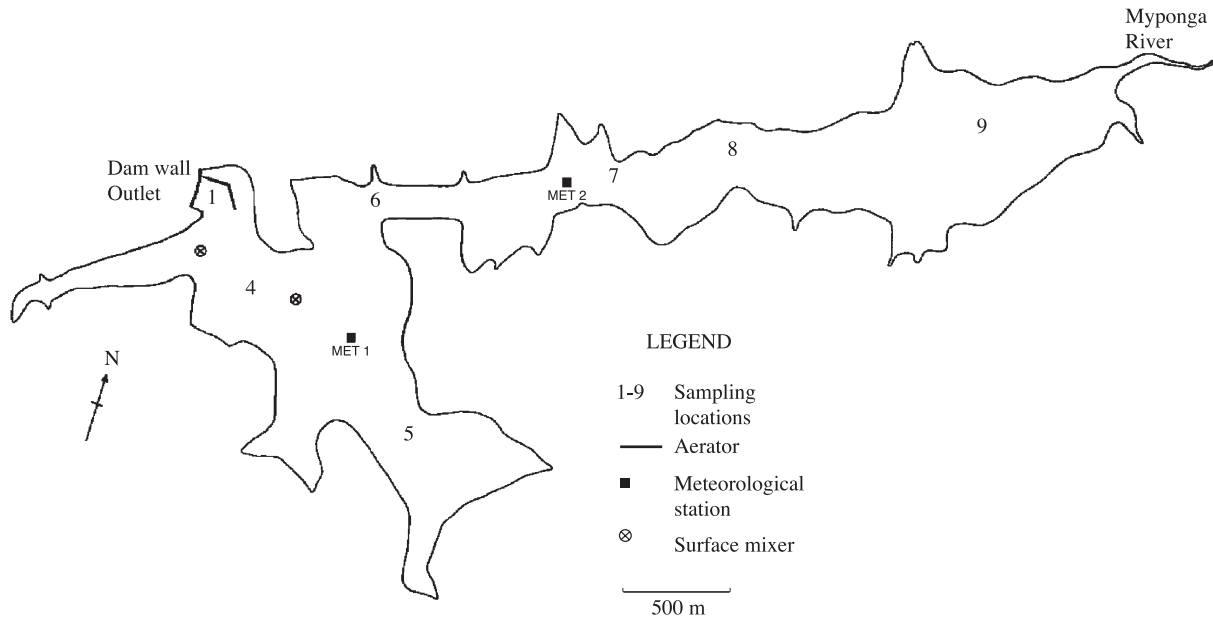 Myponga
River
9
8
Dam wall
Outlet
1
7
MET 2
6
4
MET 1
N
5
LEGEND
1-9 Sampling
locations
Aerator
Meteorological
station
Surface mixer
500 m